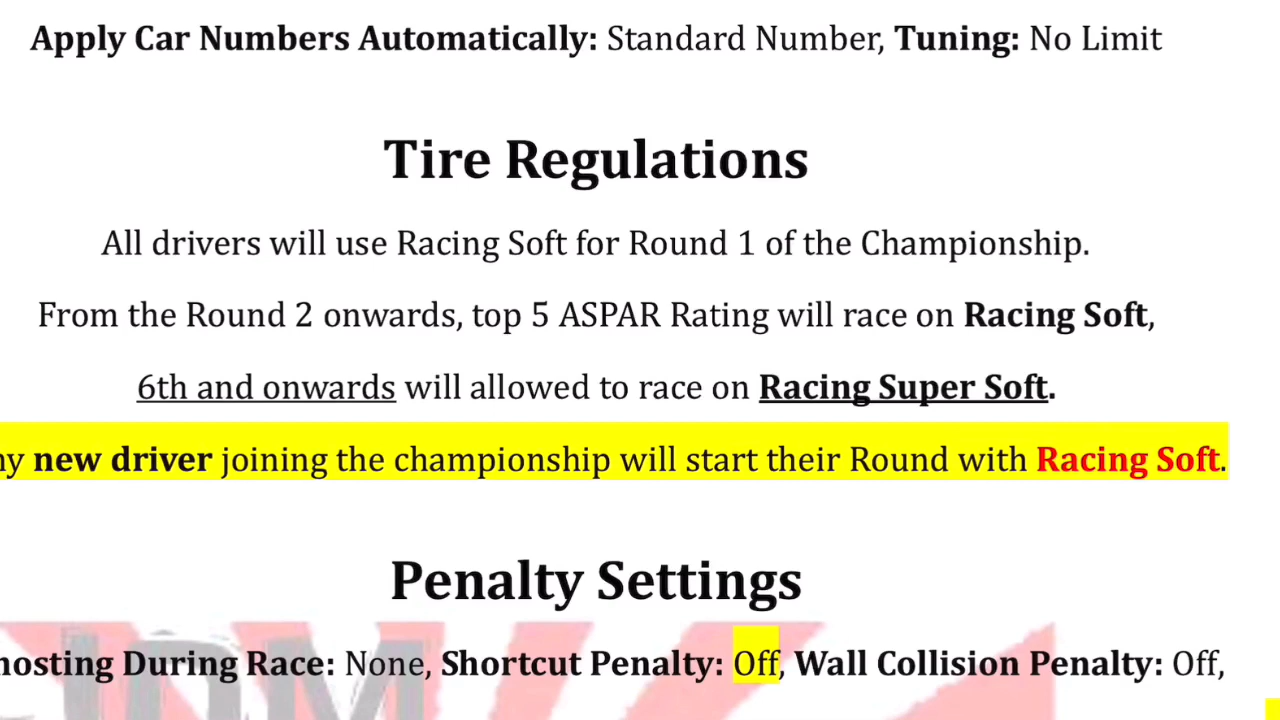 Apply Car Numbers Automatically: Standard Number, Tuning: No Limit
Tire Regulations
All drivers will use Racing Soft for Round 1 of the Championship.
From the Round 2 onwards, top 5 ASPAR Rating will race on Racing Soft,
6th and onwards will allowed to race on Racing Super Soft.
new driver joining the championship will start their Round with Racing Soft.
Penalty Settings
During Race: None, Shortcut Penalty: Off, Wall Collision Penalty: Off,
JDM